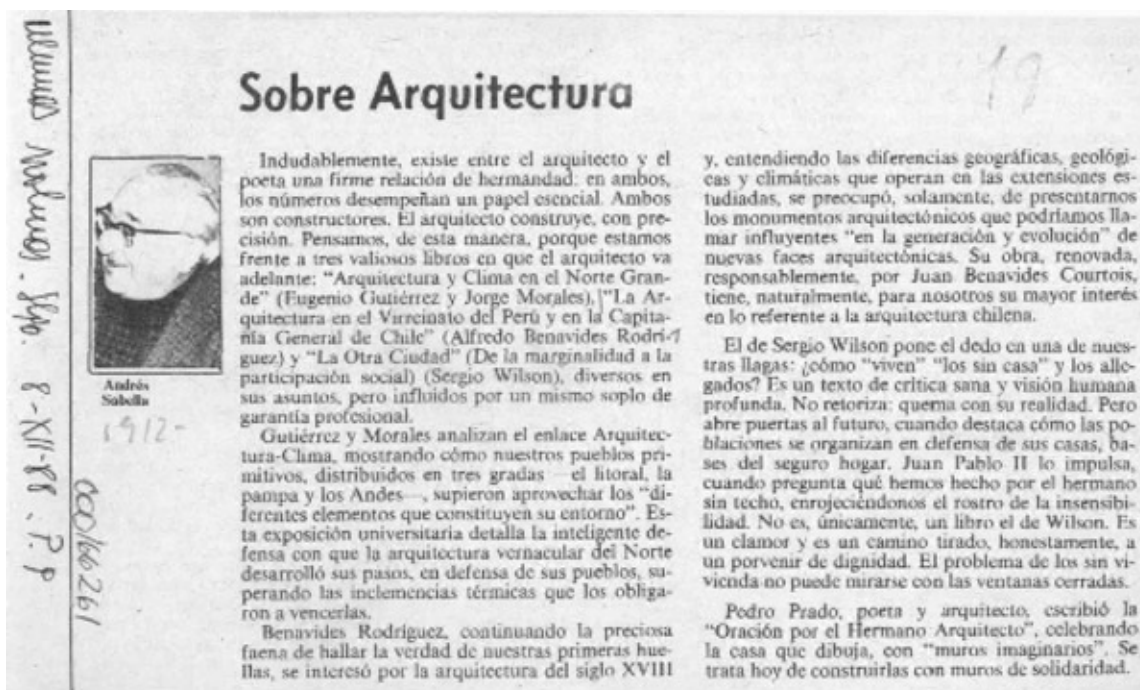 Sobre Arquitectura
19
Ultimas Noticias. Stgo. 8-XII-88. P. 9
000166261
Andrés
Sabella
1912-
Indudablemente, existe entre el arquitecto y el
poeta una firme relación de hermandad: en ambos,
los números desempeñan un papel esencial. Ambos
son constructores. El arquitecto construye, con pre-
cisión. Pensamos, de esta manera, porque estamos
frente a tres valiosos libros en que el arquitecto va
adelante: "Arquitectura y Clima en el Norte Gran-
de" (Eugenio Gutiérrez y Jorge Morales), "La Ar-
quitectura en el Virreinato del Perú y en la Capita-
nía General de Chile" (Alfredo Benavides Rodrí-
guez) y "La Otra Ciudad" (De la marginalidad a la
participación social) (Sergio Wilson), diversos en
sus asuntos, pero influidos por un mismo soplo de
garantía profesional.
Gutiérrez y Morales analizan el enlace Arquitec-
tura-Clima, mostrando cómo nuestros pueblos pri-
mitivos, distribuidos en tres gradas —el litoral, la
pampa y los Andes—, supieron aprovechar los "di-
ferentes elementos que constituyen su entorno". Es-
ta exposición universitaria detalla la inteligente de-
fensa con que la arquitectura vernacular del Norte
desarrolló sus pasos, en defensa de sus pueblos, su-
perando las inclemencias térmicas que los obliga-
ron a vencerlas.
Benavides Rodríguez, continuando la preciosa
faena de hallar la verdad de nuestras primeras hue-
llas, se interesó por la arquitectura del siglo XVIII
y, entendiendo las diferencias geográficas, geológi-
cas y climáticas que operan en las extensiones es-
tudiadas, se preocupó, solamente, de presentarnos
los monumentos arquitectónicos que podríamos lla-
mar influyentes "en la generación y evolución" de
nuevas faces arquitectónicas. Su obra, renovada,
responsablemente, por Juan Benavides Courtois,
tiene, naturalmente, para nosotros su mayor interés
en lo referente a la arquitectura chilena.
El de Sergio Wilson pone el dedo en una de nues-
tras llagas: ¿cómo "viven" "los sin casa" y los alle-
gados? Es un texto de crítica sana y visión humana
profunda. No retoriza: quema con su realidad. Pero
abre puertas al futuro, cuando destaca cómo las po-
blaciones se organizan en defensa de sus casas, ba-
ses del seguro hogar. Juan Pablo II lo impulsa,
cuando pregunta qué hemos hecho por el hermano
sin techo, enrojeciéndonos el rostro de la insensibi-
lidad. No es, únicamente, un libro el de Wilson. Es
un clamor y es un camino tirado, honestamente, a
un porvenir de dignidad. El problema de los sin vi-
vienda no puede mirarse con las ventanas cerradas.
Pedro Prado, poeta y arquitecto, escribió la
"Oración por el Hermano Arquitecto", celebrando
la casa que dibuja, con "muros imaginarios". Se
trata hoy de construirlas con muros de solidaridad.